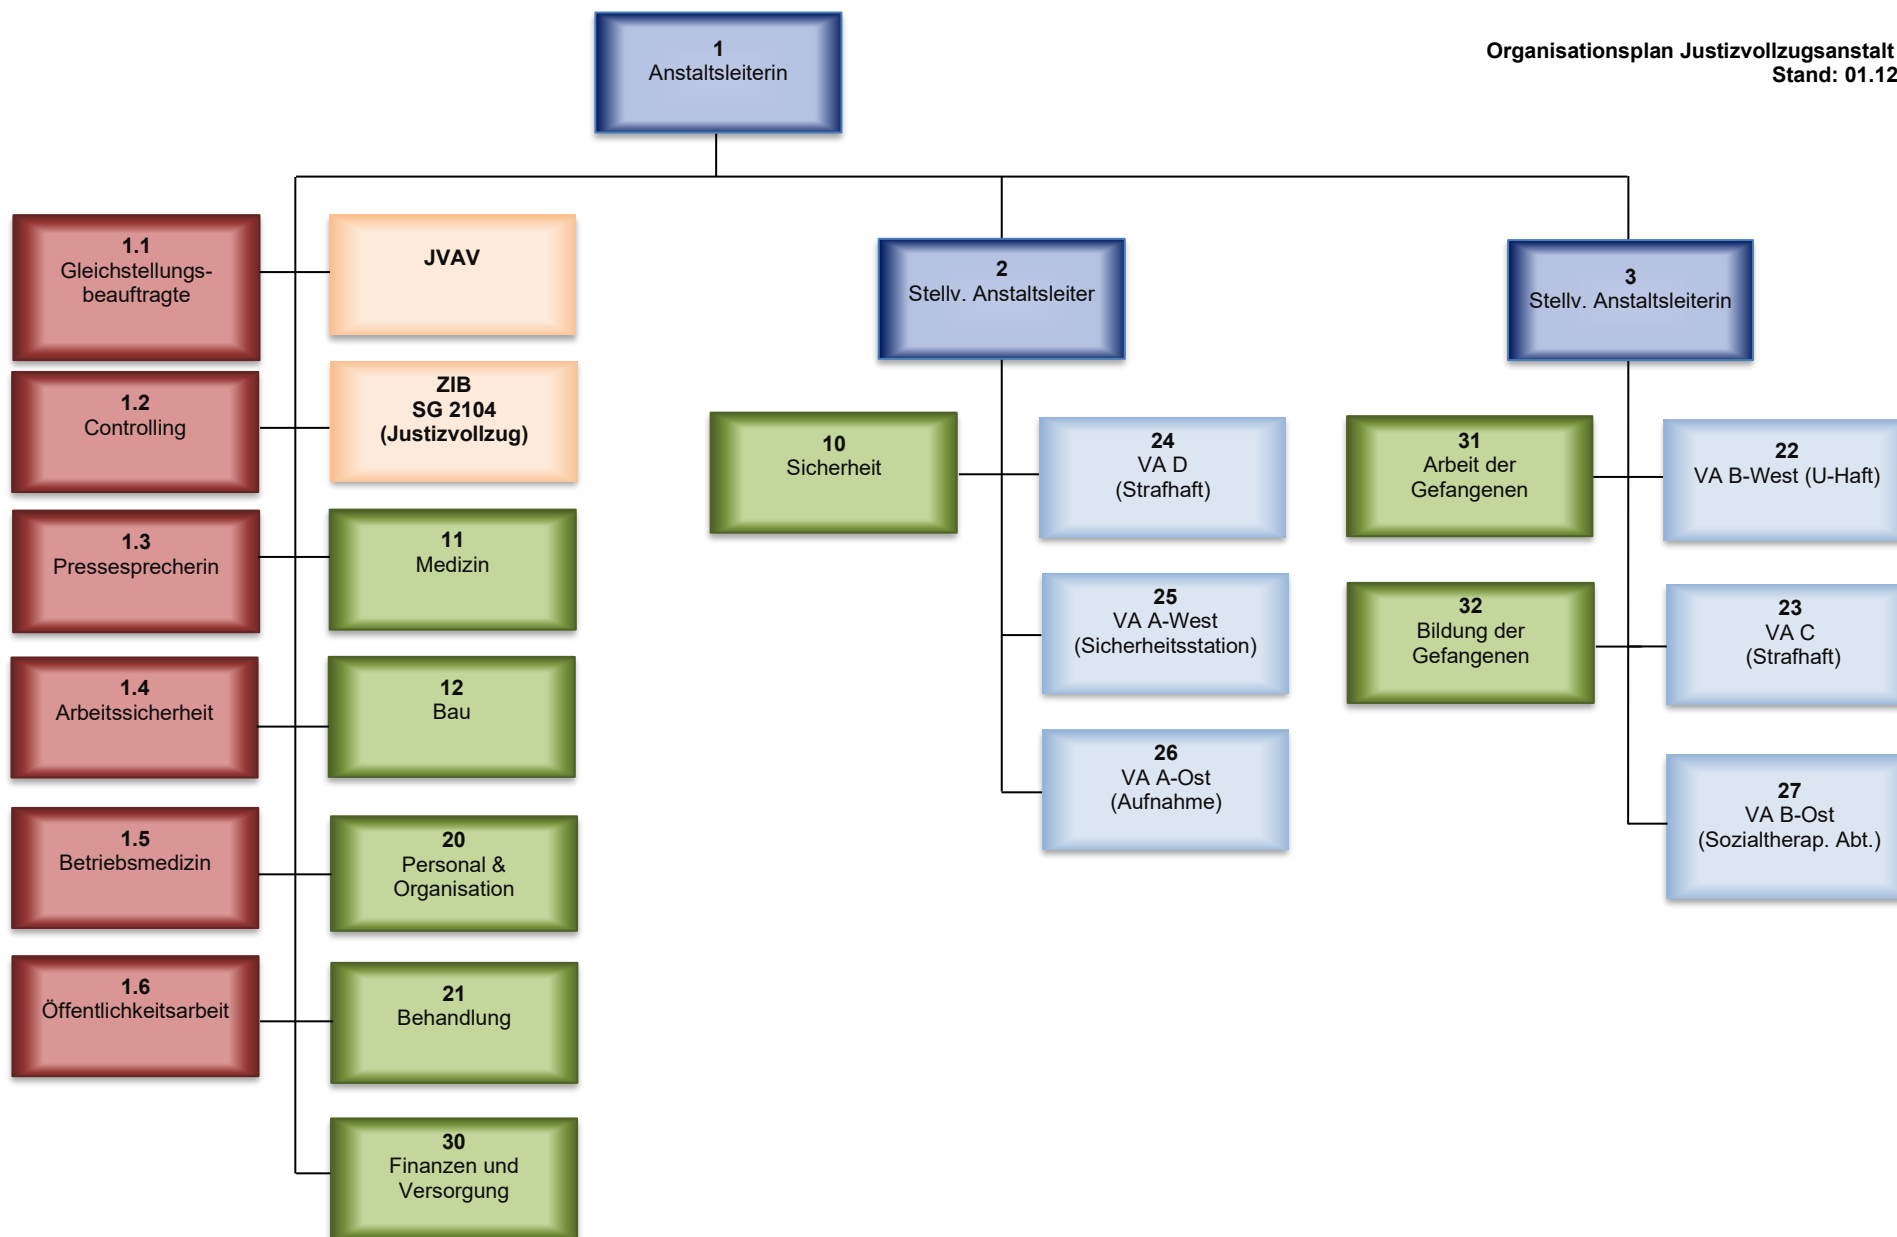 Organisationsplan Justizvollzugsanstalt
Stand: 01.12
1
Anstaltsleiterin
1.1
Gleichstellungs-
beauftragte
JVAV
1.2
Controlling
ZIB
SG 2104
(Justizvollzug)
1.3
Pressesprecherin
11
Medizin
1.4
Arbeitssicherheit
12
Bau
1.5
Betriebsmedizin
20
Personal &
Organisation
1.6
Öffentlichkeitsarbeit
21
Behandlung
30
Finanzen und
Versorgung
2
Stellv. Anstaltsleiter
10
Sicherheit
24
VA D
(Strafhaft)
25
VA A-West
(Sicherheitsstation)
26
VA A-Ost
(Aufnahme)
3
Stellv. Anstaltsleiterin
31
Arbeit der
Gefangenen
22
VA B-West (U-Haft)
32
Bildung der
Gefangenen
23
VA C
(Strafhaft)
27
VA B-Ost
(Sozialtherap. Abt.)